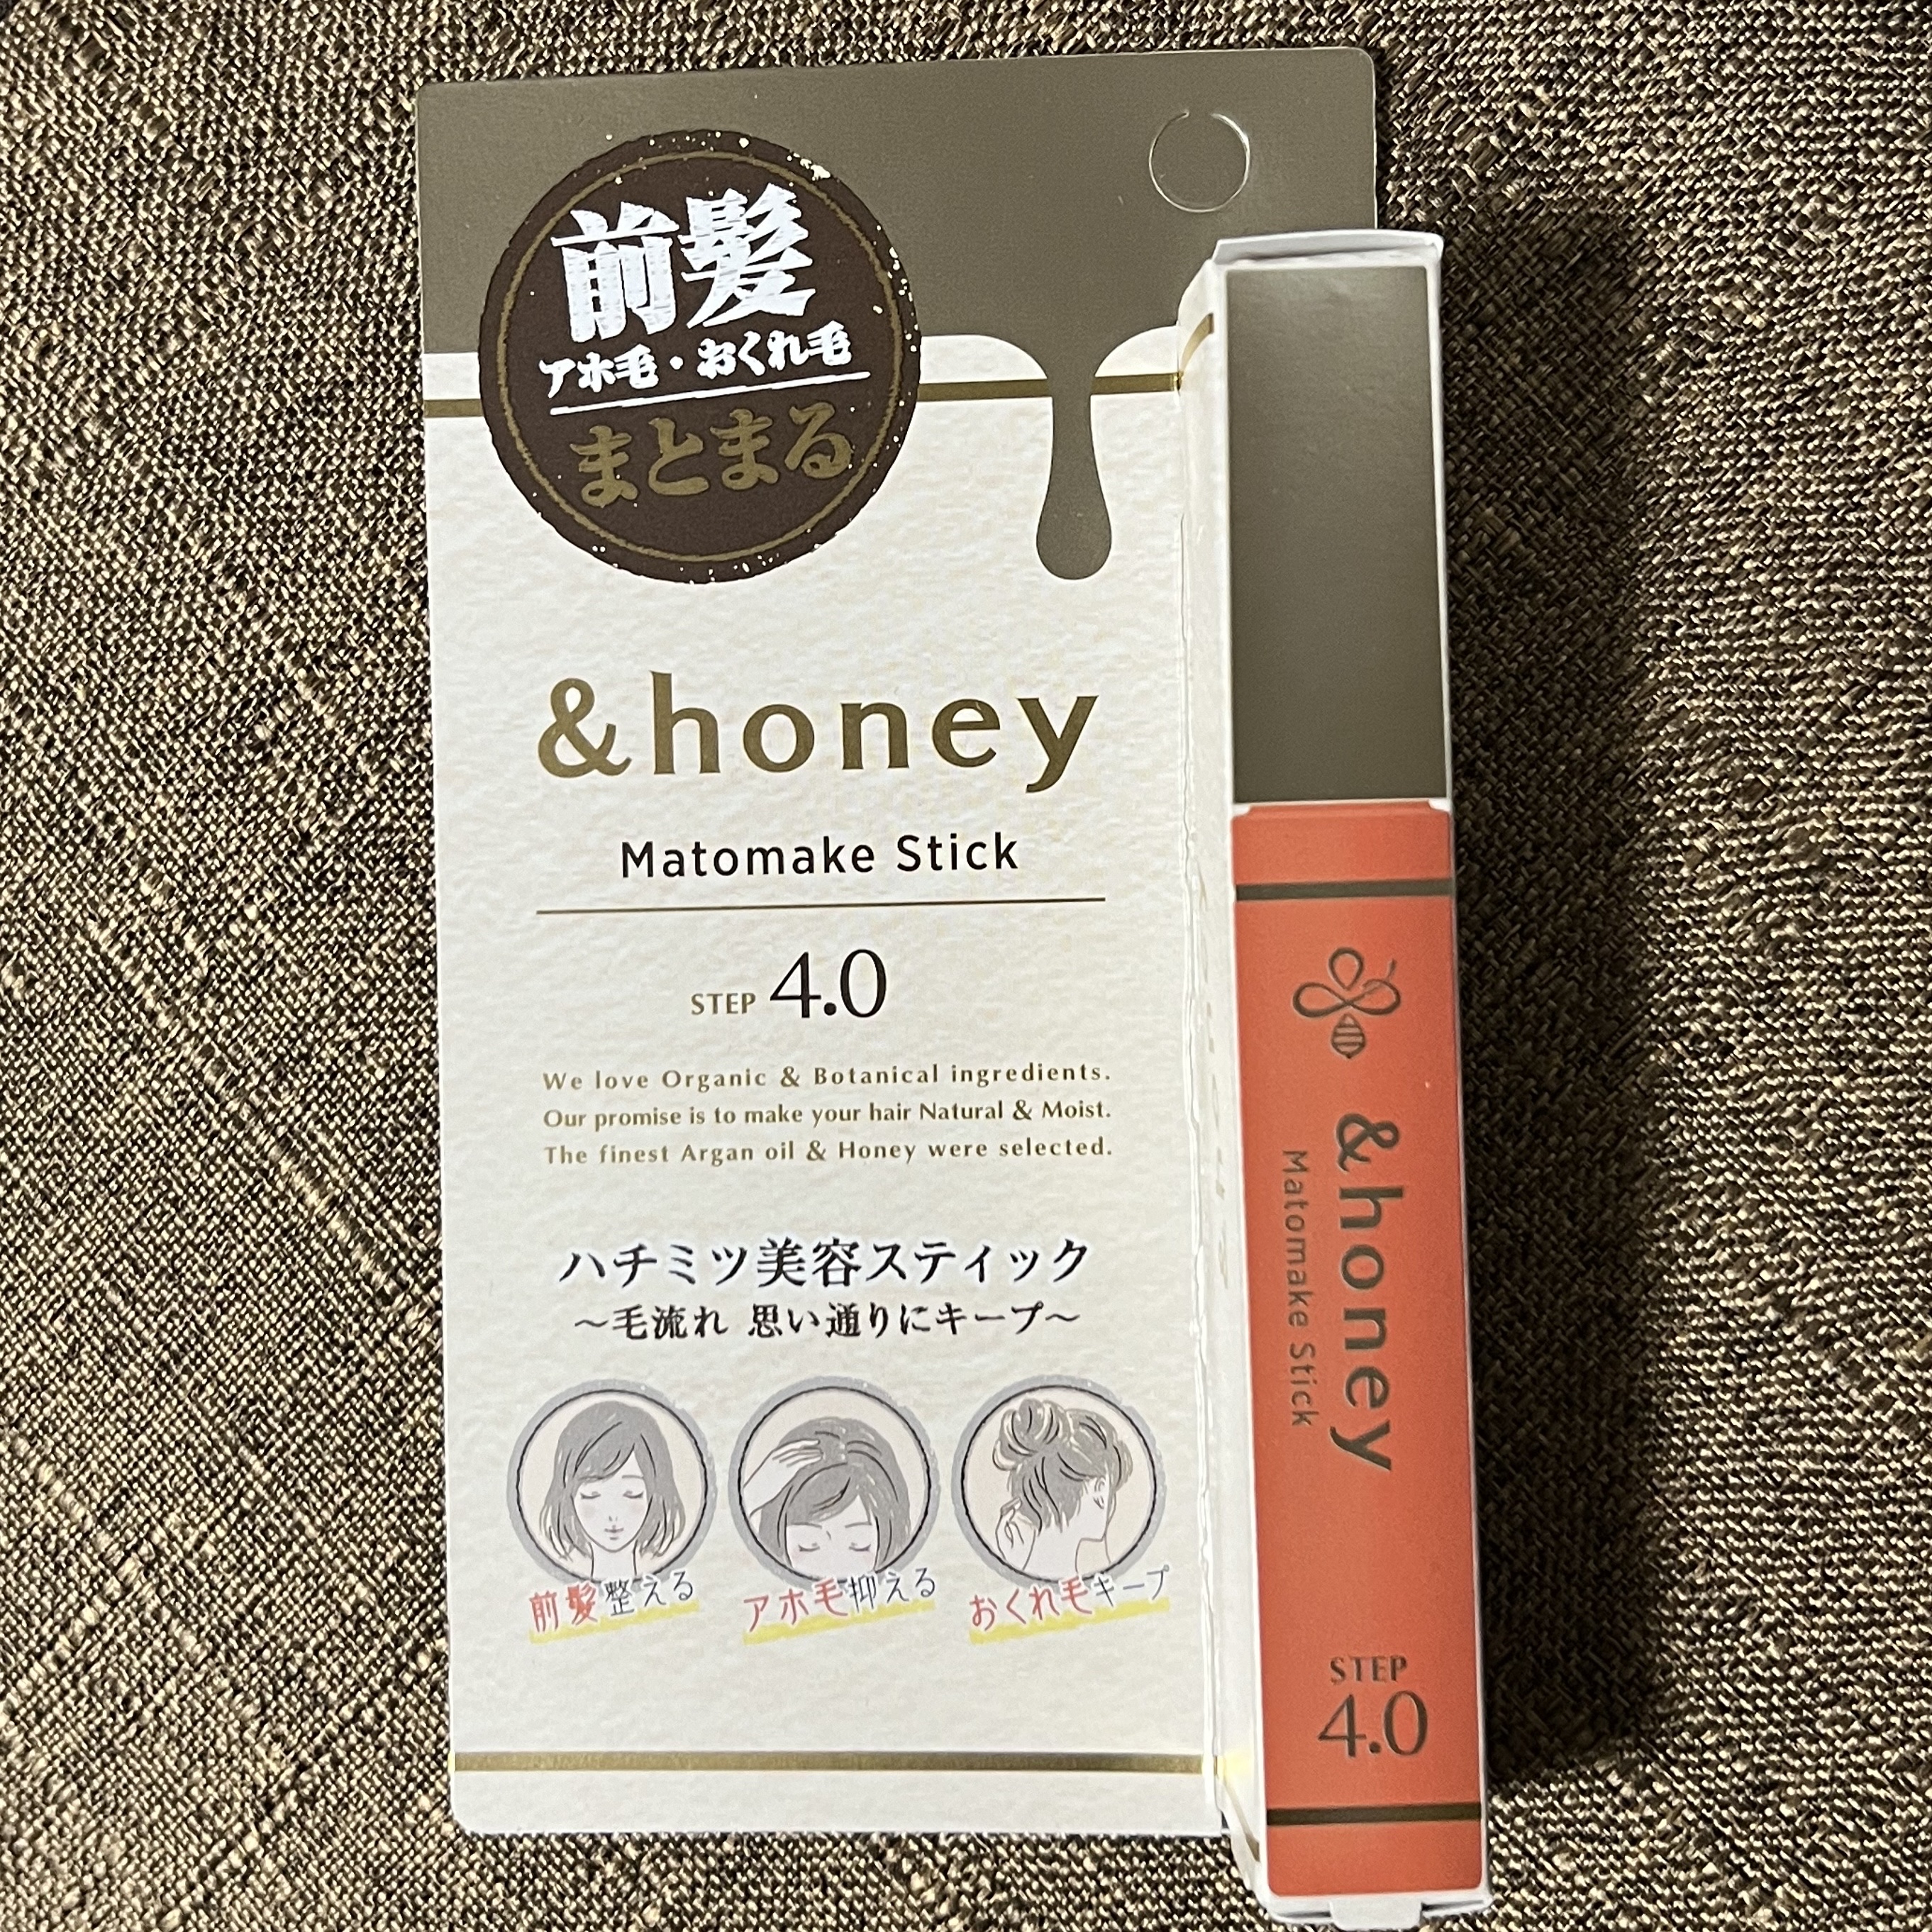 前髪
アホ毛・おくれ毛
まとまる
&honey
Matomake Stick
STEP 4.0
We love Organic & Botanical ingredients.
Our promise is to make your hair Natural & Moist.
The finest Argan oil & Honey were selected.
ハチミツ美容スティック
～毛流れ 思い通りにキープ～
前髪整える
アホ毛抑える
おくれ毛キープ
&honey
Matomake Stick
STEP
4.0